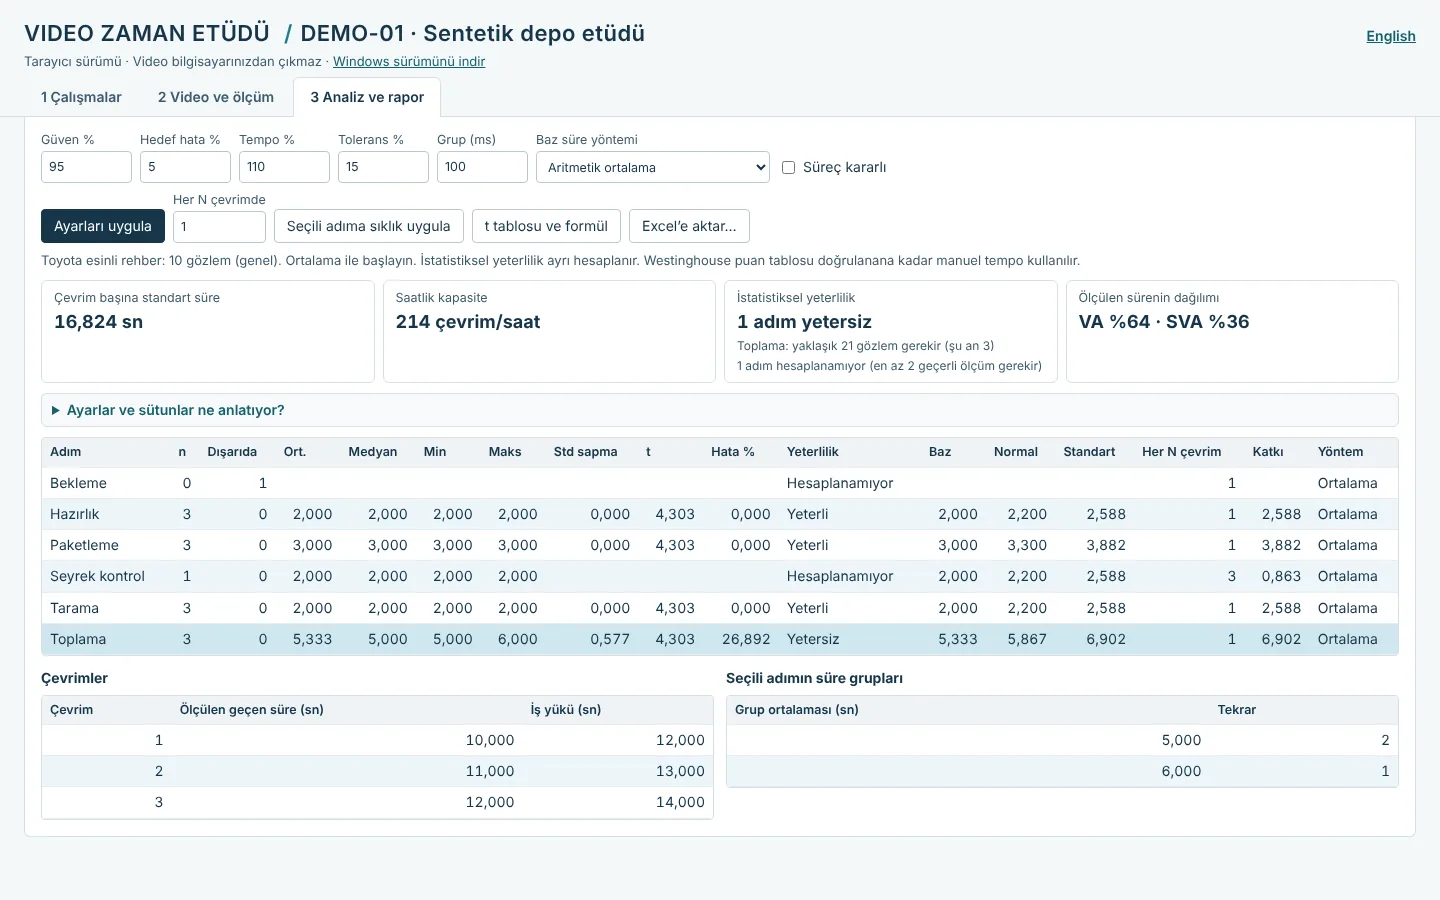 VIDEO ZAMAN ETÜDÜ / DEMO-01 · Sentetik depo etüdü
English
Tarayıcı sürümü · Video bilgisayarınızdan çıkmaz · Windows sürümünü indir
1 Çalışmalar 2 Video ve ölçüm 3 Analiz ve rapor
Güven % Hedef hata % Tempo % Tolerans % Grup (ms) Baz süre yöntemi
95 5 110 15 100 Aritmetik ortalama Süreç kararlı
Her N çevrimde
Ayarları uygula 1 Seçili adıma sıklık uygula t tablosu ve formül Excel’e aktar...
Toyota esinli rehber: 10 gözlem (genel). Ortalama ile başlayın. İstatistiksel yeterlilik ayrı hesaplanır. Westinghouse puan tablosu doğrulanana kadar manuel tempo kullanılır.
Çevrim başına standart süre
16,824 sn
Saatlik kapasite
214 çevrim/saat
İstatistiksel yeterlilik
1 adım yetersiz
Toplama: yaklaşık 21 gözlem gerekir (şu an 3)
1 adım hesaplanamıyor (en az 2 geçerli ölçüm gerekir)
Ölçülen sürenin dağılımı
VA %64 · SVA %36
Ayarlar ve sütunlar ne anlatıyor?
Adım n Dışarıda Ort. Medyan Min Maks Std sapma t Hata % Yeterlilik Baz Normal Standart Her N çevrim Katkı Yöntem
Bekleme 0 1 Hesaplanamıyor 1 Ortalama
Hazırlık 3 0 2,000 2,000 2,000 2,000 0,000 4,303 0,000 Yeterli 2,000 2,200 2,588 1 2,588 Ortalama
Paketleme 3 0 3,000 3,000 3,000 3,000 0,000 4,303 0,000 Yeterli 3,000 3,300 3,882 1 3,882 Ortalama
Seyrek kontrol 1 0 2,000 2,000 2,000 2,000 Hesaplanamıyor 2,000 2,200 2,588 3 0,863 Ortalama
Tarama 3 0 2,000 2,000 2,000 2,000 0,000 4,303 0,000 Yeterli 2,000 2,200 2,588 1 2,588 Ortalama
Toplama 3 0 5,333 5,000 5,000 6,000 0,577 4,303 26,892 Yetersiz 5,333 5,867 6,902 1 6,902 Ortalama
Çevrimler
Çevrim Ölçülen geçen süre (sn) İş yükü (sn)
1 10,000 12,000
2 11,000 13,000
3 12,000 14,000
Seçili adımın süre grupları
Grup ortalaması (sn) Tekrar
5,000 2
6,000 1